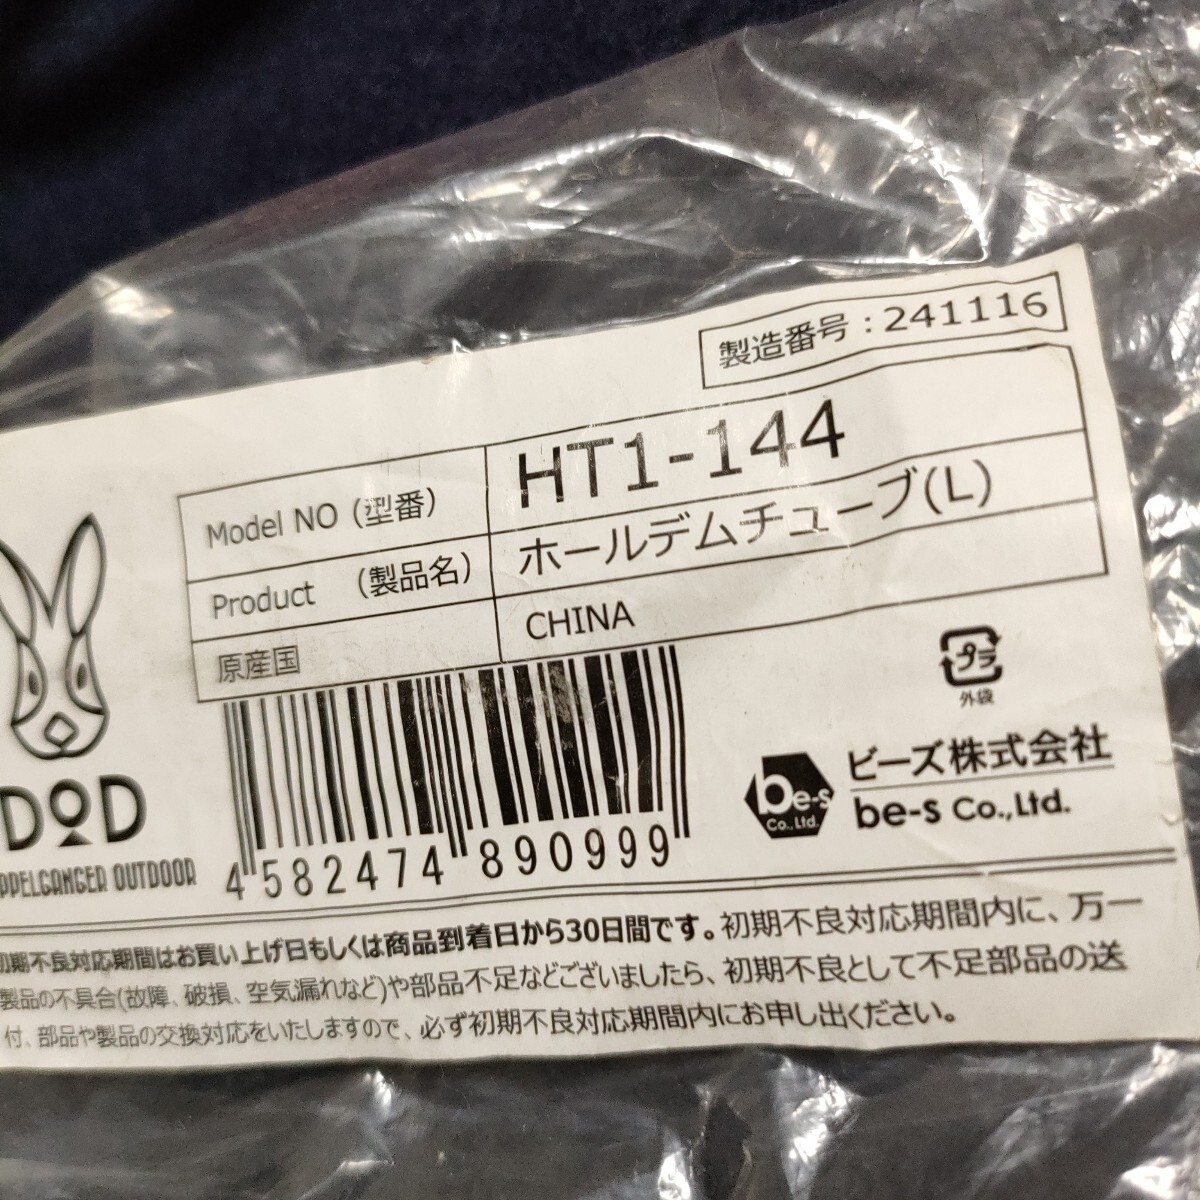 製造番号：241116
Model NO（型番） HT1-144
Product （製品名） ホールデムチューブ(L)
原産国 CHINA
プラ
外袋
DOD
PPELGANGER OUTDOOR
4 582474 890999
be-s
Co.,Ltd.
ビーズ株式会社
be-s Co.,Ltd.
初期不良対応期間はお買い上げ日もしくは商品到着日から30日間です。初期不良対応期間内に、万一
製品の不具合(故障、破損、空気漏れなど)や部品不足などございましたら、初期不良として不足部品の送
付、部品や製品の交換対応をいたしますので、必ず初期不良対応期間内にお申し出ください。